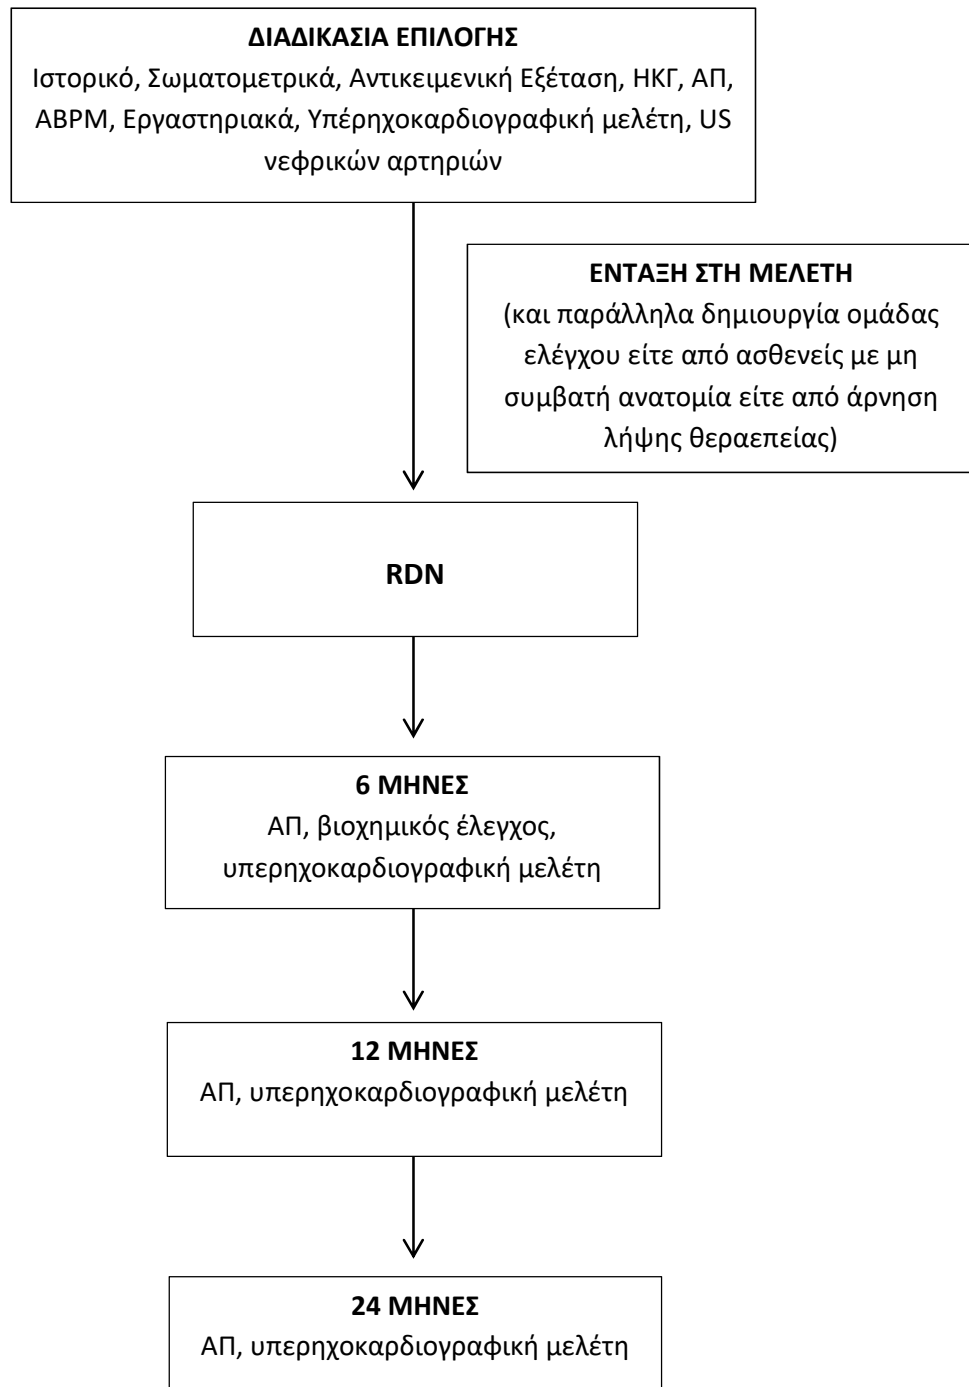 ΔΙΑΔΙΚΑΣΙΑ ΕΠΙΛΟΓΗΣ
Ιστορικό, Σωματομετρικά, Αντικειμενική Εξέταση, ΗΚΓ, ΑΠ,
ABPM, Εργαστηριακά, Υπέρηχοκαρδιογραφική μελέτη, US
νεφρικών αρτηριών
ΕΝΤΑΞΗ ΣΤΗ ΜΕΛΕΤΗ
(και παράλληλα δημιουργία ομάδας
ελέγχου είτε από ασθενείς με μη
συμβατή ανατομία είτε από άρνηση
λήψης θεραεπείας)
RDN
6 ΜΗΝΕΣ
ΑΠ, βιοχημικός έλεγχος,
υπερηχοκαρδιογραφική μελέτη
12 ΜΗΝΕΣ
ΑΠ, υπερηχοκαρδιογραφική μελέτη
24 ΜΗΝΕΣ
ΑΠ, υπερηχοκαρδιογραφική μελέτη